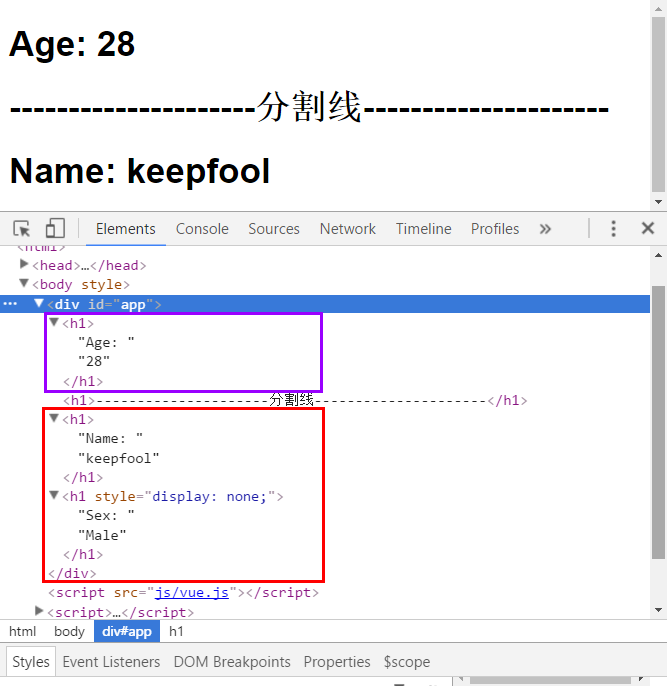 Age: 28
---------------------分割线---------------------
Name: keepfool
Elements Console Sources Network Timeline Profiles »
<html>
<head>…</head>
<body style>
<div id="app">
<h1>
"Age: "
"28"
</h1>
<h1>---------------------分割线---------------------</h1>
<h1>
"Name: "
"keepfool"
</h1>
<h1 style="display: none;">
"Sex: "
"Male"
</h1>
</div>
<script src="js/vue.js"></script>
<script>…</script>
html body div#app h1
Styles Event Listeners DOM Breakpoints Properties $scope